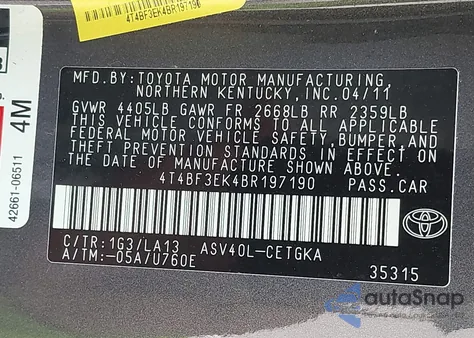 4T4BF3EK4BR197190
4M
42661-06511
MFD.BY:TOYOTA MOTOR MANUFACTURING,
NORTHERN KENTUCKY,INC.04/11
GVWR 4405LB GAWR FR 2668LB RR 2359LB
THIS VEHICLE CONFORMS TO ALL APPLICABLE
FEDERAL MOTOR VEHICLE SAFETY,BUMPER,AND
THEFT PREVENTION STANDARDS IN EFFECT ON
THE DATE OF MANUFACTURE SHOWN ABOVE.
4T4BF3EK4BR197190 PASS.CAR
C/TR:1G3/LA13 ASV40L-CETGKA
A/TM:-05A/U760E
35315
TOYOTA
autoSnap